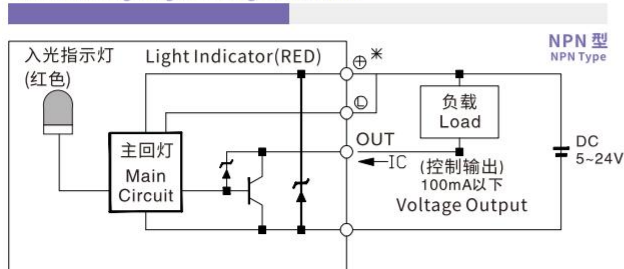 NPN 型
NPN Type
入光指示灯
(红色)
Light Indicator(RED)
⊕ *
Ⓛ
负载
Load
主回灯
Main
Circuit
OUT
IC
(控制输出)
100mA以下
Voltage Output
DC
5~24V